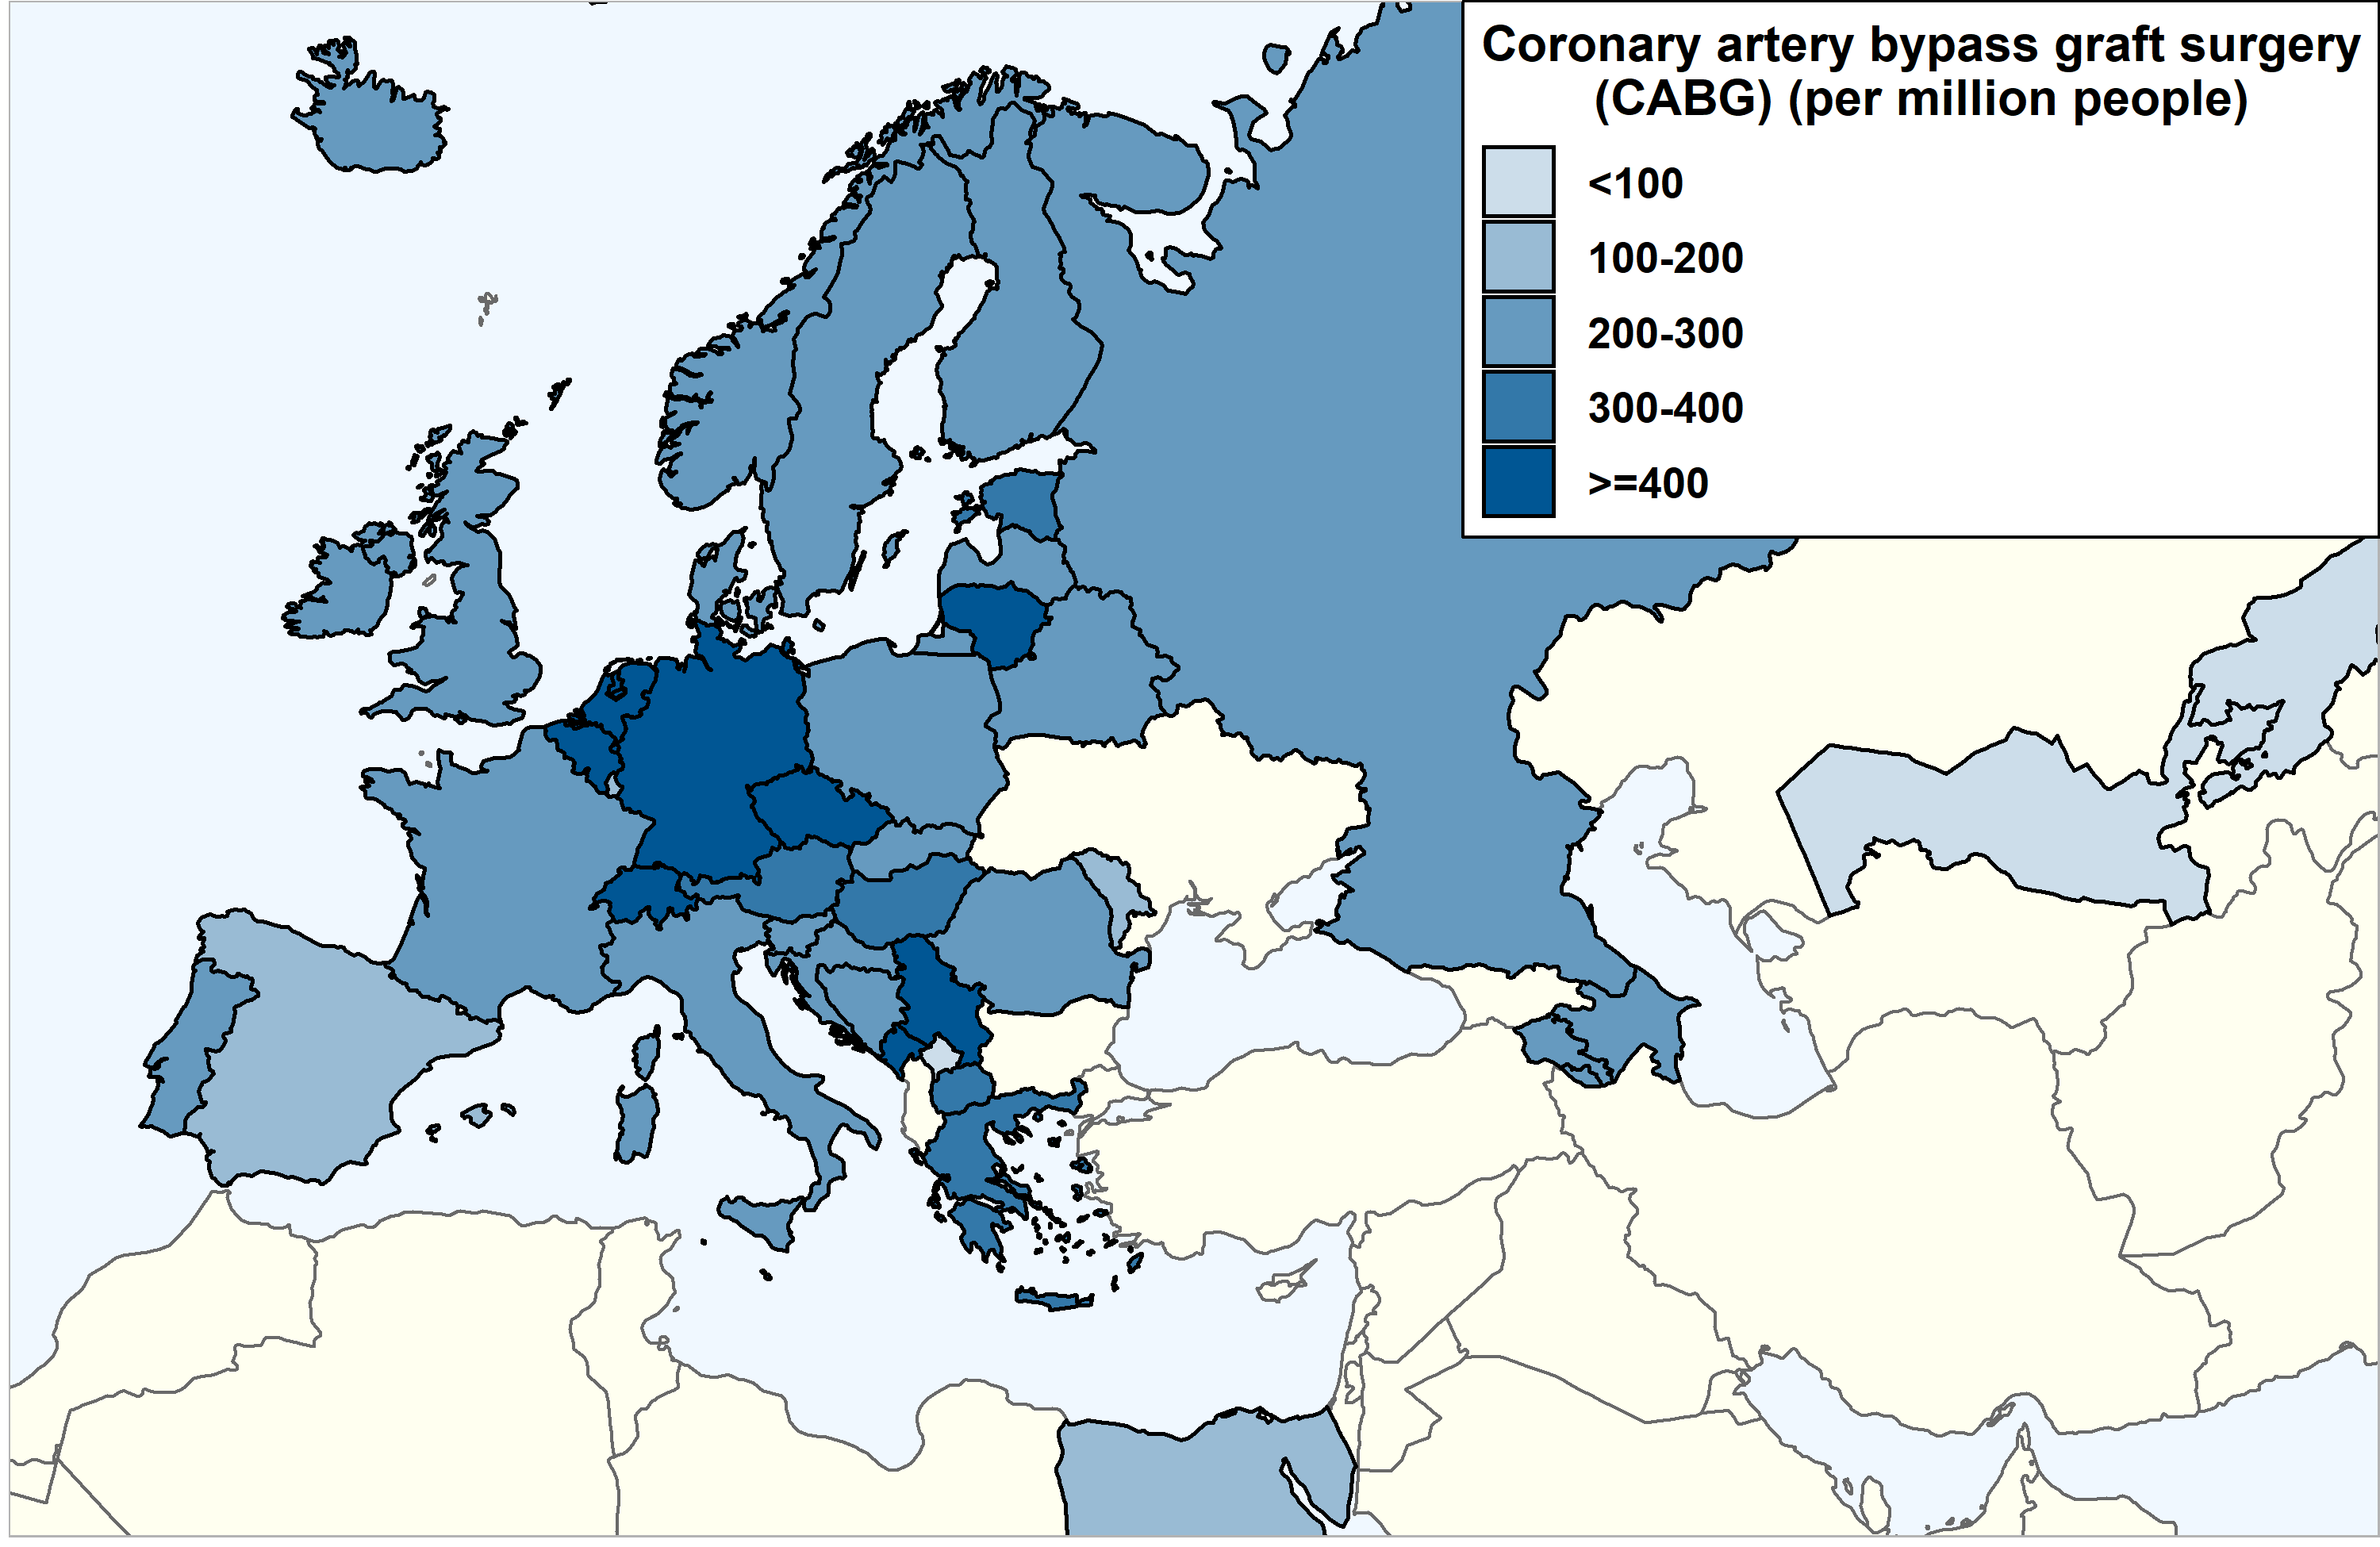 Coronary artery bypass graft surgery
(CABG) (per million people)
<100
100-200
200-300
300-400
>=400